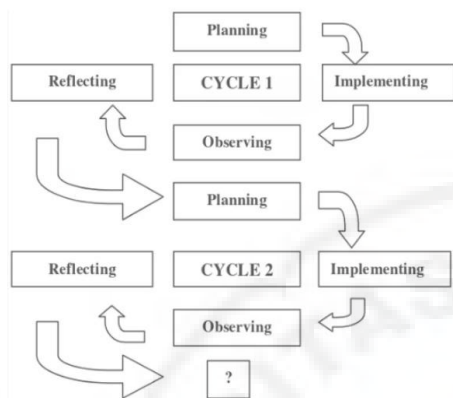 Planning
Reflecting
CYCLE 1
Implementing
Observing
Planning
Reflecting
CYCLE 2
Implementing
Observing
?